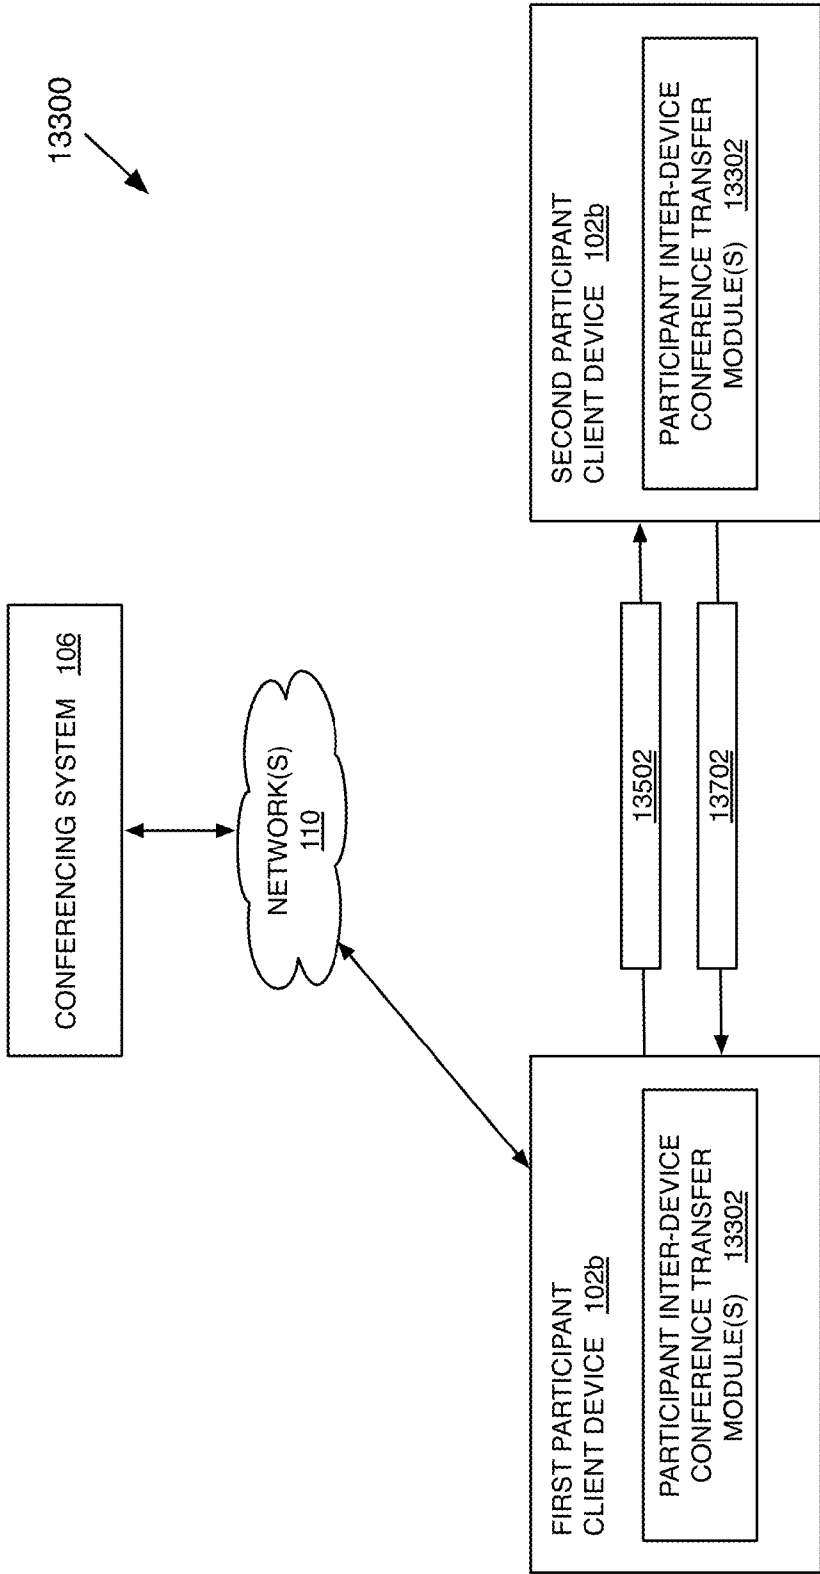 13300
CONFERENCING SYSTEM 106
NETWORK(S)
110
FIRST PARTICIPANT
CLIENT DEVICE 102b
PARTICIPANT INTER-DEVICE
CONFERENCE TRANSFER
MODULE(S) 13302
13502
13702
SECOND PARTICIPANT
CLIENT DEVICE 102b
PARTICIPANT INTER-DEVICE
CONFERENCE TRANSFER
MODULE(S) 13302